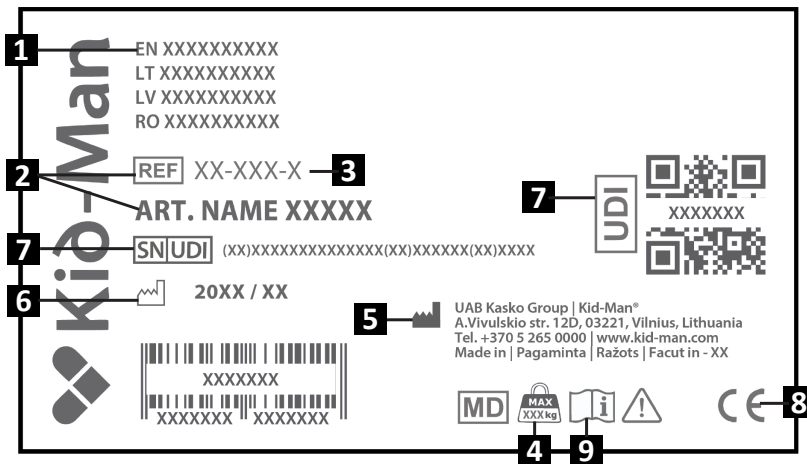 Kid-Man
1
EN XXXXXXXXXX
LT XXXXXXXXXX
LV XXXXXXXXXX
RO XXXXXXXXXX
2
REF XX-XXX-X
3
ART. NAME XXXXX
7
SN UDI (XX)XXXXXXXXXXXXXX(XX)XXXXXX(XX)XXXX
6
20XX / XX
XXXXXXX
XXXXXXX XXXXXXX
7
UDI
XXXXXXX
5
UAB Kasko Group | Kid-Man®
A.Vivulskio str. 12D, 03221, Vilnius, Lithuania
Tel. +370 5 265 0000 | www.kid-man.com
Made in | Pagaminta | Ražots | Facut in - XX
MD
MAX
XXX kg
i
!
CE
8
4
9